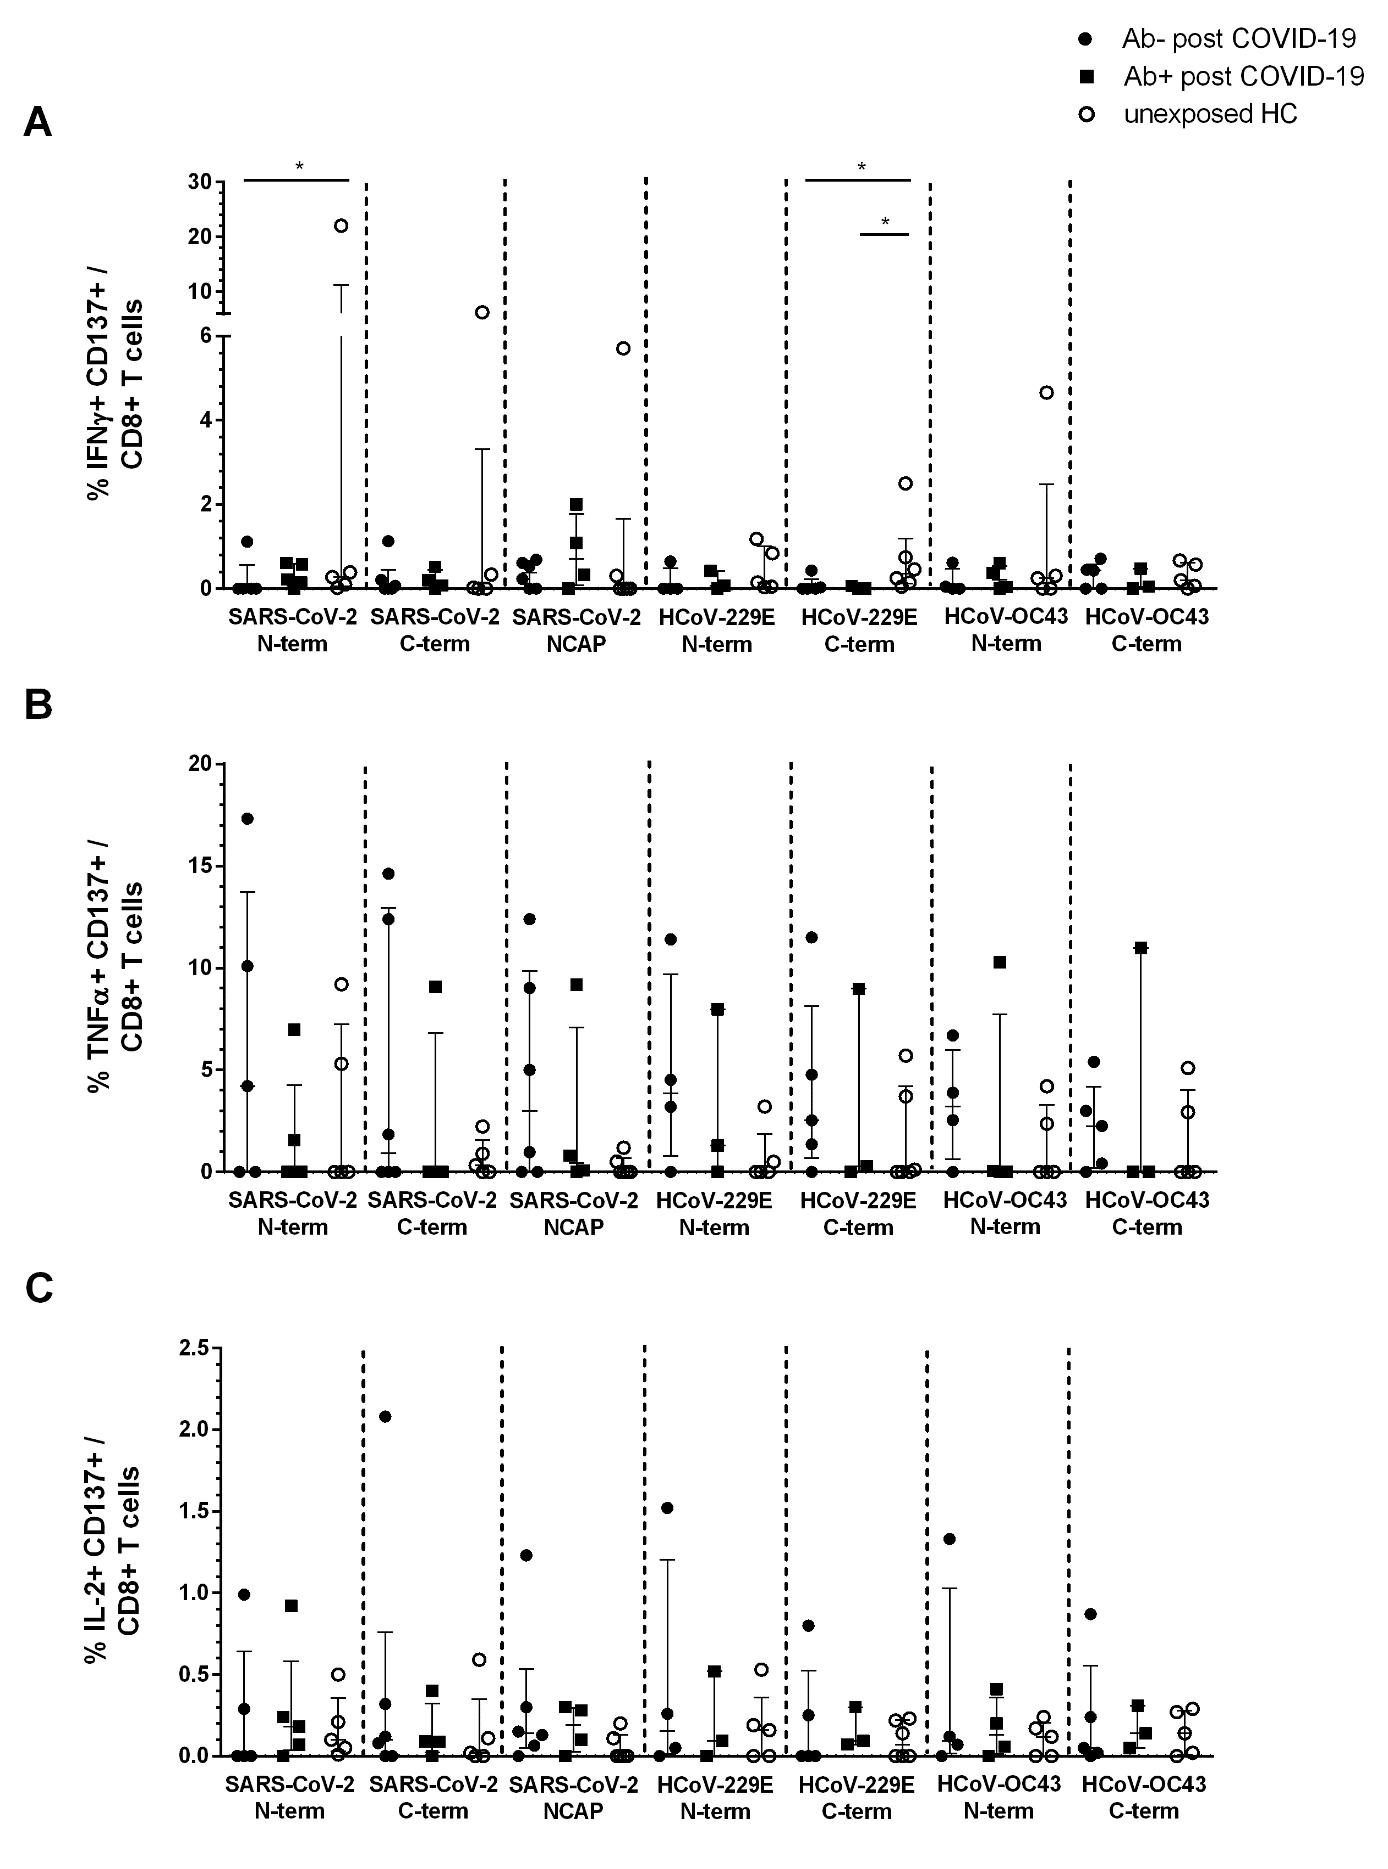 Ab- post COVID-19
Ab+ post COVID-19
unexposed HC
A
% IFNγ+ CD137+ /
CD8+ T cells
30
20
10
6
4
2
0
*
*
*
SARS-CoV-2
N-term
SARS-CoV-2
C-term
SARS-CoV-2
NCAP
HCoV-229E
N-term
HCoV-229E
C-term
HCoV-OC43
N-term
HCoV-OC43
C-term
B
% TNFα+ CD137+ /
CD8+ T cells
20
15
10
5
0
SARS-CoV-2
N-term
SARS-CoV-2
C-term
SARS-CoV-2
NCAP
HCoV-229E
N-term
HCoV-229E
C-term
HCoV-OC43
N-term
HCoV-OC43
C-term
C
% IL-2+ CD137+ /
CD8+ T cells
2.5
2.0
1.5
1.0
0.5
0.0
SARS-CoV-2
N-term
SARS-CoV-2
C-term
SARS-CoV-2
NCAP
HCoV-229E
N-term
HCoV-229E
C-term
HCoV-OC43
N-term
HCoV-OC43
C-term